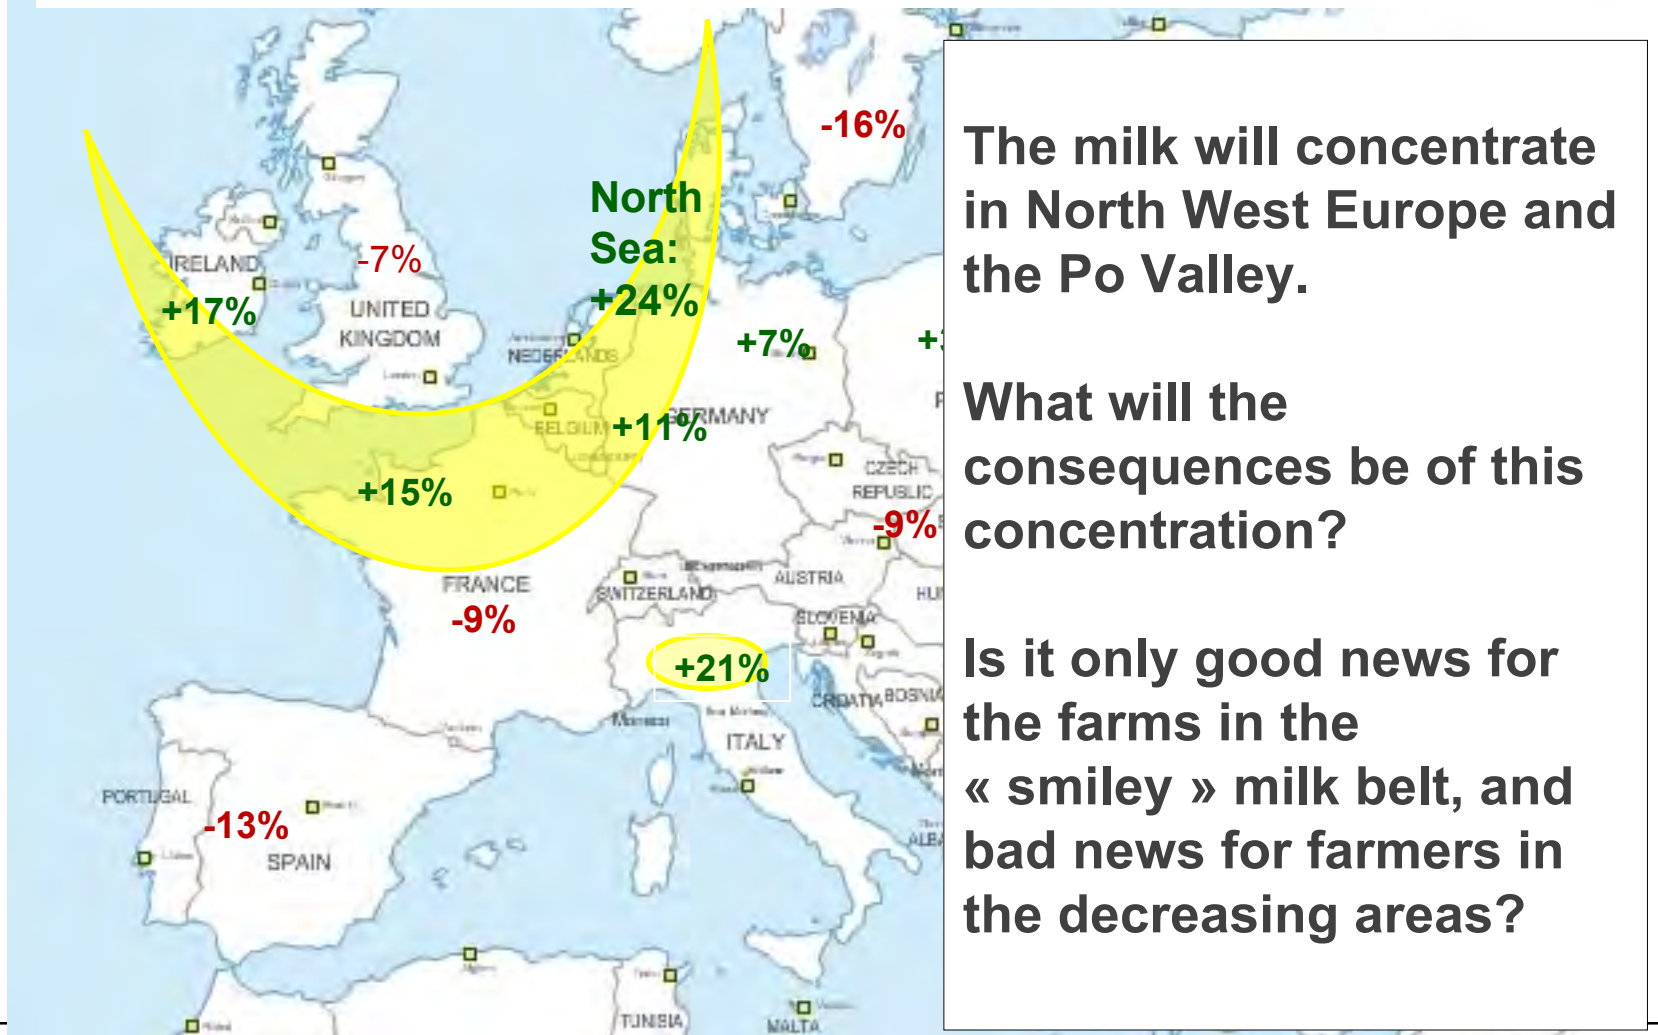 -16%
North
Sea:
+24%
IRELAND
-7%
+17%
UNITED
KINGDOM
NEDERLANDS
+7%
GERMANY
BELGIUM
+11%
+15%
CZECH
REPUBLIC
-9%
AUSTRIA
FRANCE
-9%
SWITZERLAND
SLOVENIA
+21%
CROATIA
BOSNIA
Monaco
ITALY
PORTUGAL
-13%
SPAIN
TUNISIA
MALTA
The milk will concentrate
in North West Europe and
the Po Valley.
What will the
consequences be of this
concentration?
Is it only good news for
the farms in the
« smiley » milk belt, and
bad news for farmers in
the decreasing areas?